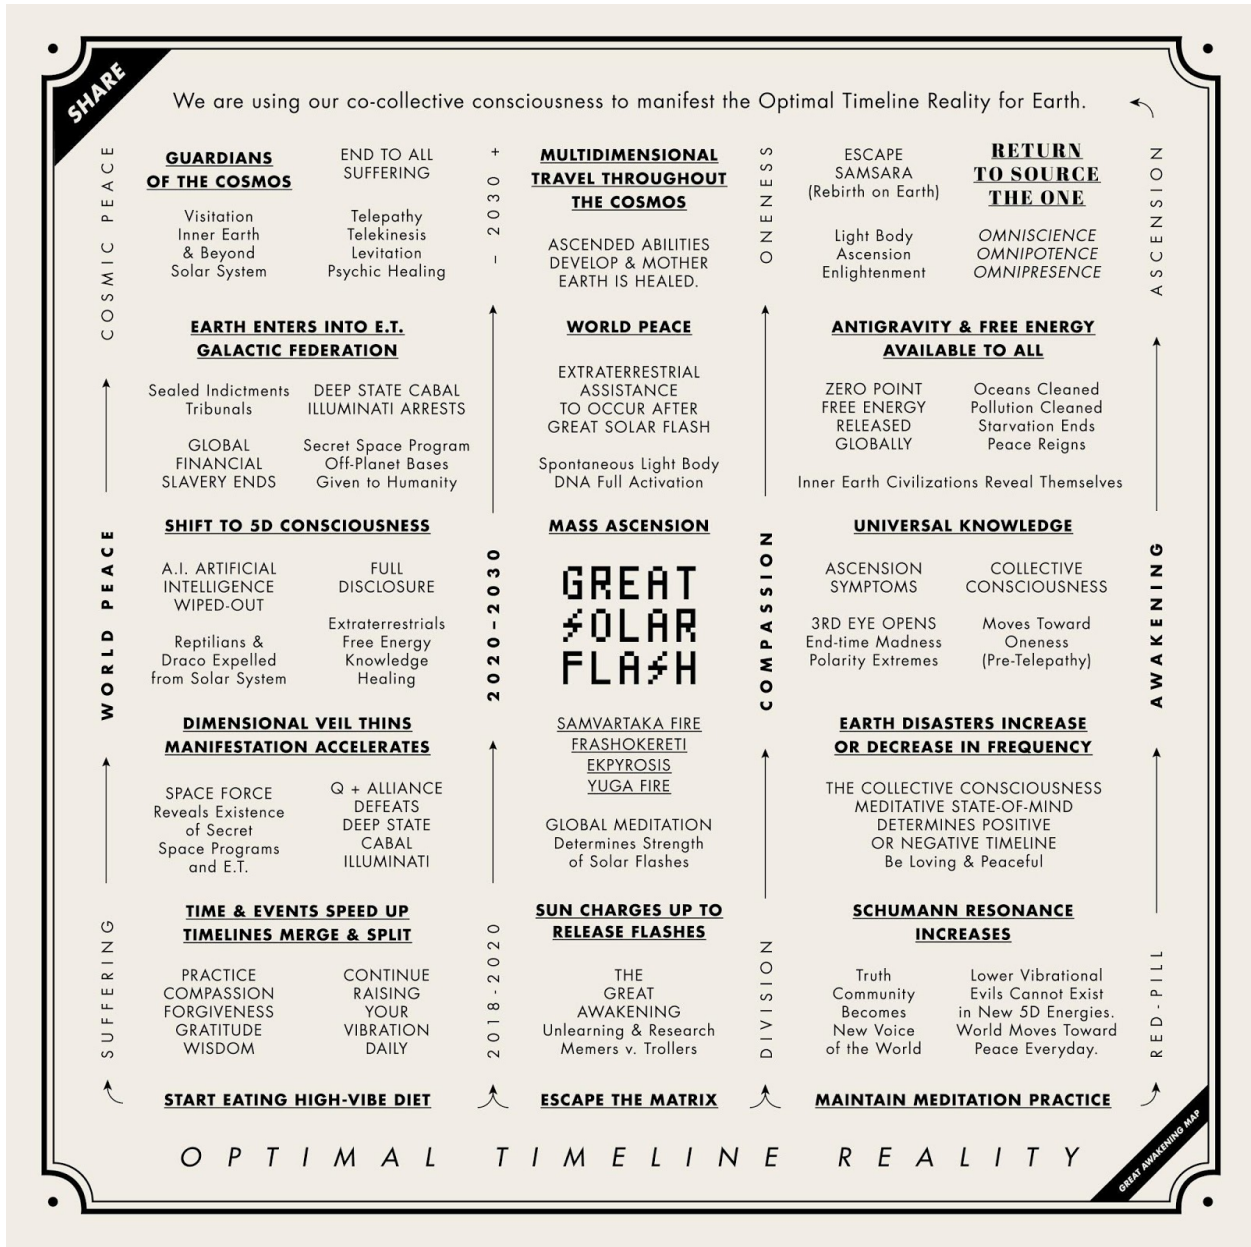 SHARE
We are using our co-collective consciousness to manifest the Optimal Timeline Reality for Earth.
COSMIC PEACE
GUARDIANS
OF THE COSMOS
Visitation
Inner Earth
& Beyond
Solar System
END TO ALL
SUFFERING
Telepathy
Telekinesis
Levitation
Psychic Healing
– 2030 +
MULTIDIMENSIONAL
TRAVEL THROUGHOUT
THE COSMOS
ASCENDED ABILITIES
DEVELOP & MOTHER
EARTH IS HEALED.
ONENESS
ESCAPE
SAMSARA
(Rebirth on Earth)
Light Body
Ascension
Enlightenment
RETURN
TO SOURCE
THE ONE
OMNISCIENCE
OMNIPOTENCE
OMNIPRESENCE
ASCENSION
EARTH ENTERS INTO E.T.
GALACTIC FEDERATION
Sealed Indictments
Tribunals
GLOBAL
FINANCIAL
SLAVERY ENDS
DEEP STATE CABAL
ILLUMINATI ARRESTS
Secret Space Program
Off-Planet Bases
Given to Humanity
WORLD PEACE
EXTRATERRESTRIAL
ASSISTANCE
TO OCCUR AFTER
GREAT SOLAR FLASH
Spontaneous Light Body
DNA Full Activation
ANTIGRAVITY & FREE ENERGY
AVAILABLE TO ALL
ZERO POINT
FREE ENERGY
RELEASED
GLOBALLY
Oceans Cleaned
Pollution Cleaned
Starvation Ends
Peace Reigns
Inner Earth Civilizations Reveal Themselves
WORLD PEACE
SHIFT TO 5D CONSCIOUSNESS
A.I. ARTIFICIAL
INTELLIGENCE
WIPED-OUT
Reptilians &
Draco Expelled
from Solar System
FULL
DISCLOSURE
Extraterrestrials
Free Energy
Knowledge
Healing
2020–2030
MASS ASCENSION
GREAT
SOLAR
FLASH
COMPASSION
UNIVERSAL KNOWLEDGE
ASCENSION
SYMPTOMS
3RD EYE OPENS
End-time Madness
Polarity Extremes
COLLECTIVE
CONSCIOUSNESS
Moves Toward
Oneness
(Pre-Telepathy)
AWAKENING
DIMENSIONAL VEIL THINS
MANIFESTATION ACCELERATES
SPACE FORCE
Reveals Existence
of Secret
Space Programs
and E.T.
Q + ALLIANCE
DEFEATS
DEEP STATE
CABAL
ILLUMINATI
SAMVARTAKA FIRE
FRASHOKERETI
EKPYROSIS
YUGA FIRE
GLOBAL MEDITATION
Determines Strength
of Solar Flashes
EARTH DISASTERS INCREASE
OR DECREASE IN FREQUENCY
THE COLLECTIVE CONSCIOUSNESS
MEDITATIVE STATE-OF-MIND
DETERMINES POSITIVE
OR NEGATIVE TIMELINE
Be Loving & Peaceful
SUFFERING
TIME & EVENTS SPEED UP
TIMELINES MERGE & SPLIT
PRACTICE
COMPASSION
FORGIVENESS
GRATITUDE
WISDOM
CONTINUE
RAISING
YOUR
VIBRATION
DAILY
2018-2020
SUN CHARGES UP TO
RELEASE FLASHES
THE
GREAT
AWAKENING
Unlearning & Research
Memers v. Trollers
DIVISION
SCHUMANN RESONANCE
INCREASES
Truth
Community
Becomes
New Voice
of the World
Lower Vibrational
Evils Cannot Exist
in New 5D Energies.
World Moves Toward
Peace Everyday.
RED-PILL
START EATING HIGH-VIBE DIET
ESCAPE THE MATRIX
MAINTAIN MEDITATION PRACTICE
OPTIMAL TIMELINE REALITY
GREAT AWAKENING MAP